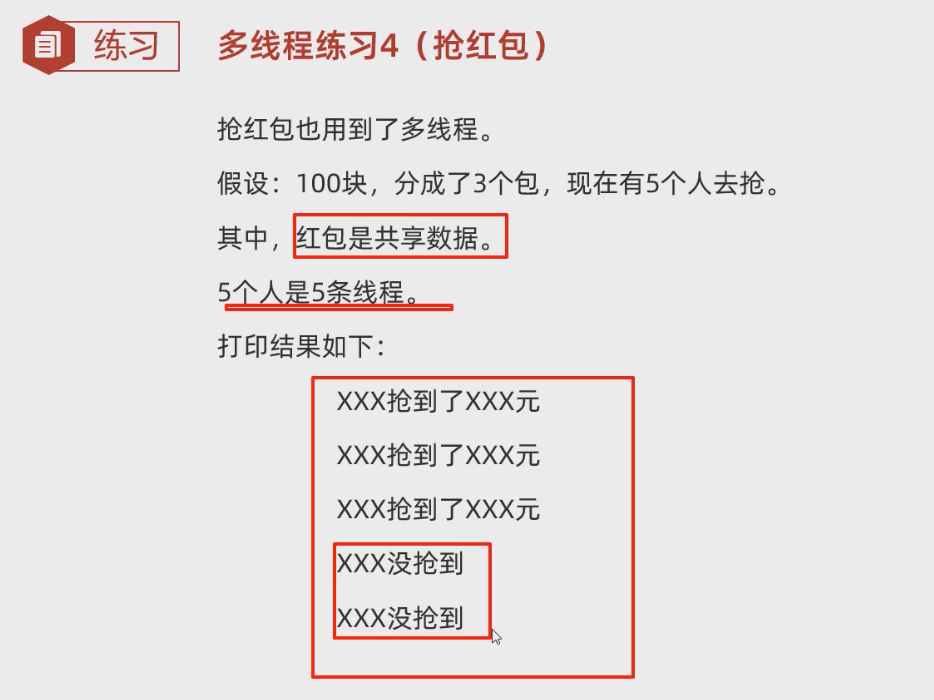 练习
多线程练习4（抢红包）
抢红包也用到了多线程。
假设：100块，分成了3个包，现在有5个人去抢。
其中，红包是共享数据。
5个人是5条线程。
打印结果如下：
XXX抢到了XXX元
XXX抢到了XXX元
XXX抢到了XXX元
XXX没抢到
XXX没抢到